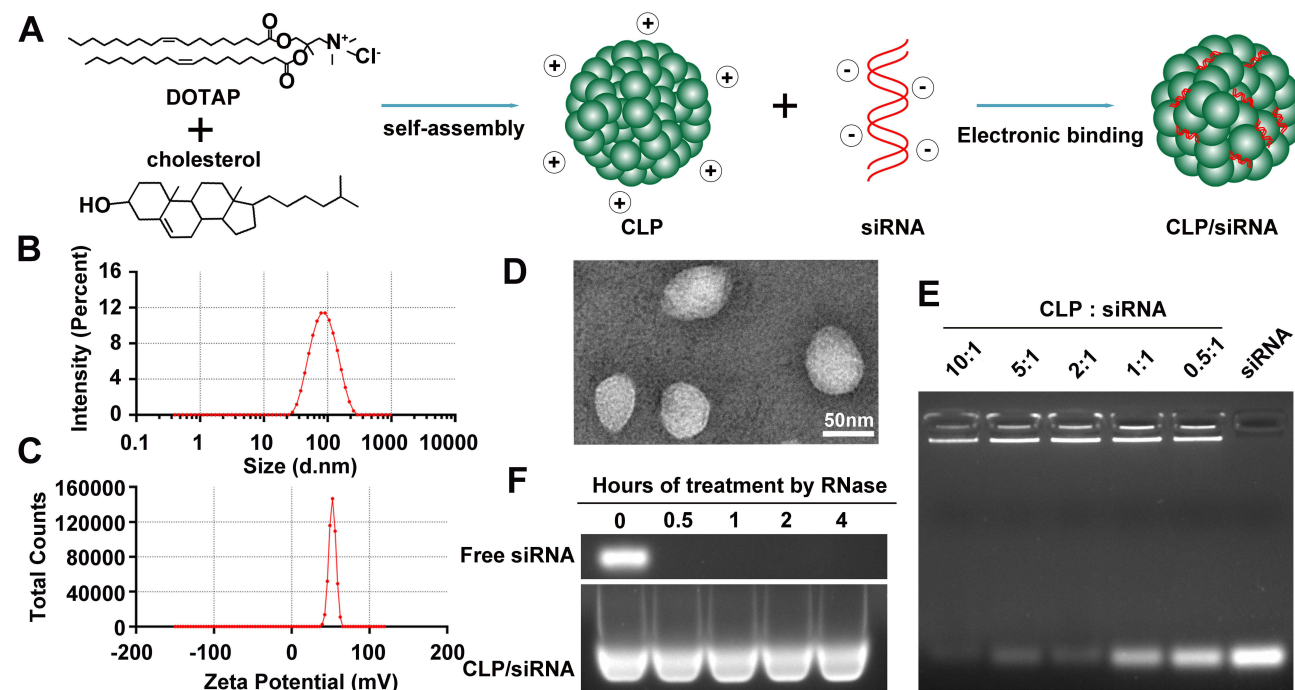 A
O
O
O
O
N+
Cl-
DOTAP
+
cholesterol
HO
self-assembly
+
+
+
+
+
+
CLP
+
-
-
-
-
siRNA
Electronic binding
CLP/siRNA
B
Intensity (Percent)
16
12
8
4
0
0.1 1 10 100 1000 10000
Size (d.nm)
C
Total Counts
160000
120000
80000
40000
0
-200 -100 0 100 200
Zeta Potential (mV)
D
50nm
E
CLP : siRNA
10:1 5:1 2:1 1:1 0.5:1 siRNA
F
Hours of treatment by RNase
0 0.5 1 2 4
Free siRNA
CLP/siRNA